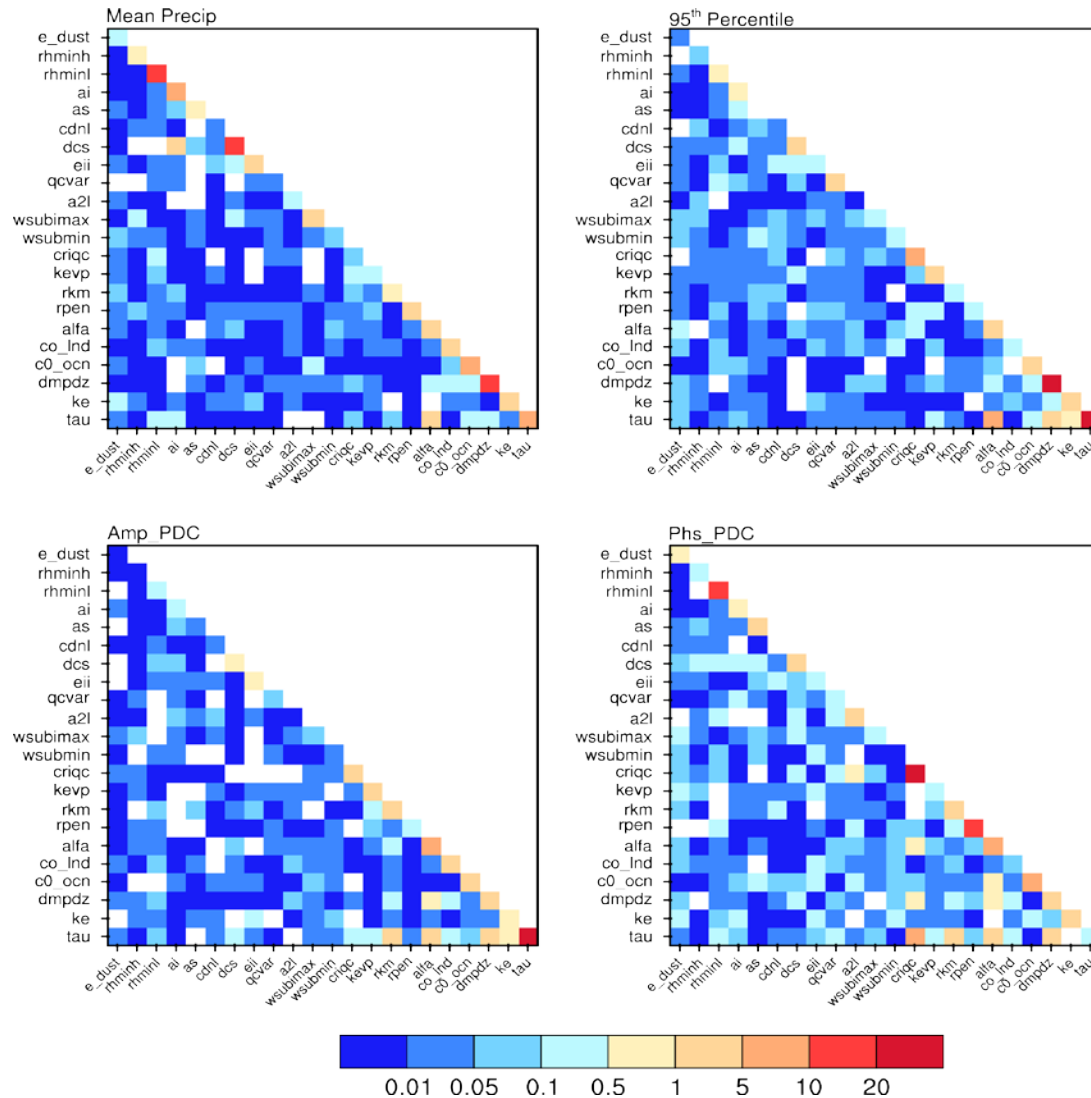 Mean Precip
e_dust
rhminh
rhminl
ai
as
cdnl
dcs
eii
qcvar
a2l
wsubimax
wsubmin
criqc
kevp
rkm
rpen
alfa
co_lnd
c0_ocn
dmpdz
ke
tau
e_dust rhminh rhminl ai as cdnl dcs eii qcvar a2l wsubimax wsubmin criqc kevp rkm rpen alfa co_lnd c0_ocn dmpdz ke tau
95th Percentile
e_dust
rhminh
rhminl
ai
as
cdnl
dcs
eii
qcvar
a2l
wsubimax
wsubmin
criqc
kevp
rkm
rpen
alfa
co_lnd
c0_ocn
dmpdz
ke
tau
e_dust rhminh rhminl ai as cdnl dcs eii qcvar a2l wsubimax wsubmin criqc kevp rkm rpen alfa co_lnd c0_ocn dmpdz ke tau
Amp_PDC
e_dust
rhminh
rhminl
ai
as
cdnl
dcs
eii
qcvar
a2l
wsubimax
wsubmin
criqc
kevp
rkm
rpen
alfa
co_lnd
c0_ocn
dmpdz
ke
tau
e_dust rhminh rhminl ai as cdnl dcs eii qcvar a2l wsubimax wsubmin criqc kevp rkm rpen alfa co_lnd c0_ocn dmpdz ke tau
Phs_PDC
e_dust
rhminh
rhminl
ai
as
cdnl
dcs
eii
qcvar
a2l
wsubimax
wsubmin
criqc
kevp
rkm
rpen
alfa
co_lnd
c0_ocn
dmpdz
ke
tau
e_dust rhminh rhminl ai as cdnl dcs eii qcvar a2l wsubimax wsubmin criqc kevp rkm rpen alfa co_lnd c0_ocn dmpdz ke tau
0.01 0.05 0.1 0.5 1 5 10 20